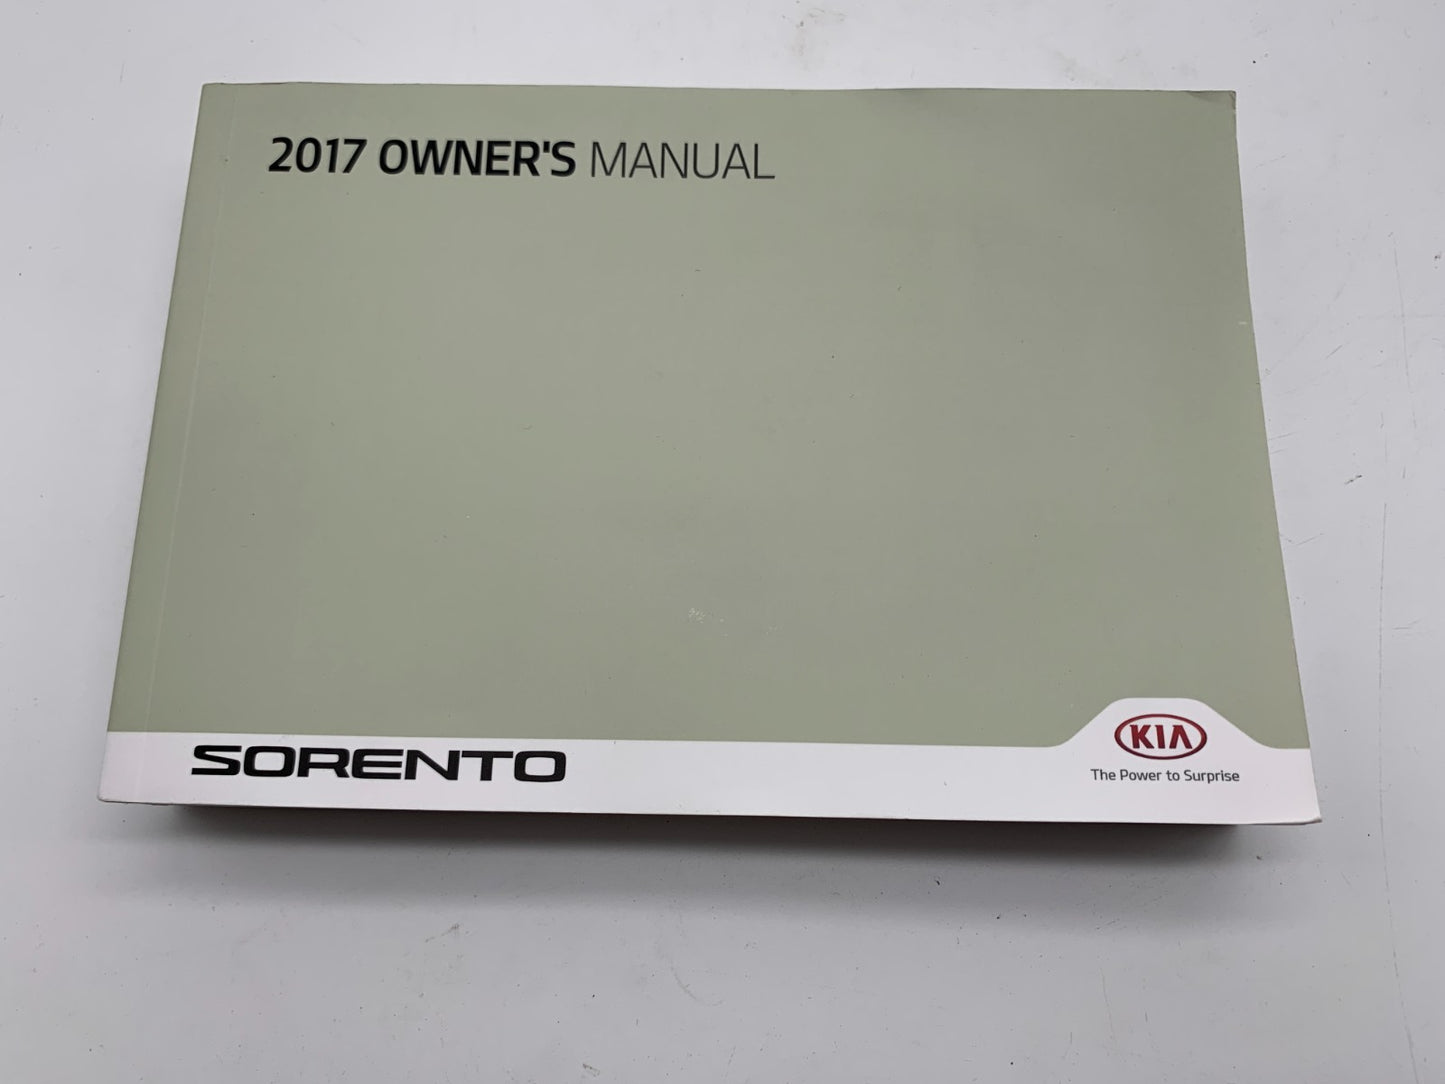 2017 OWNER'S MANUAL
SORENTO
KIA
The Power to Surprise